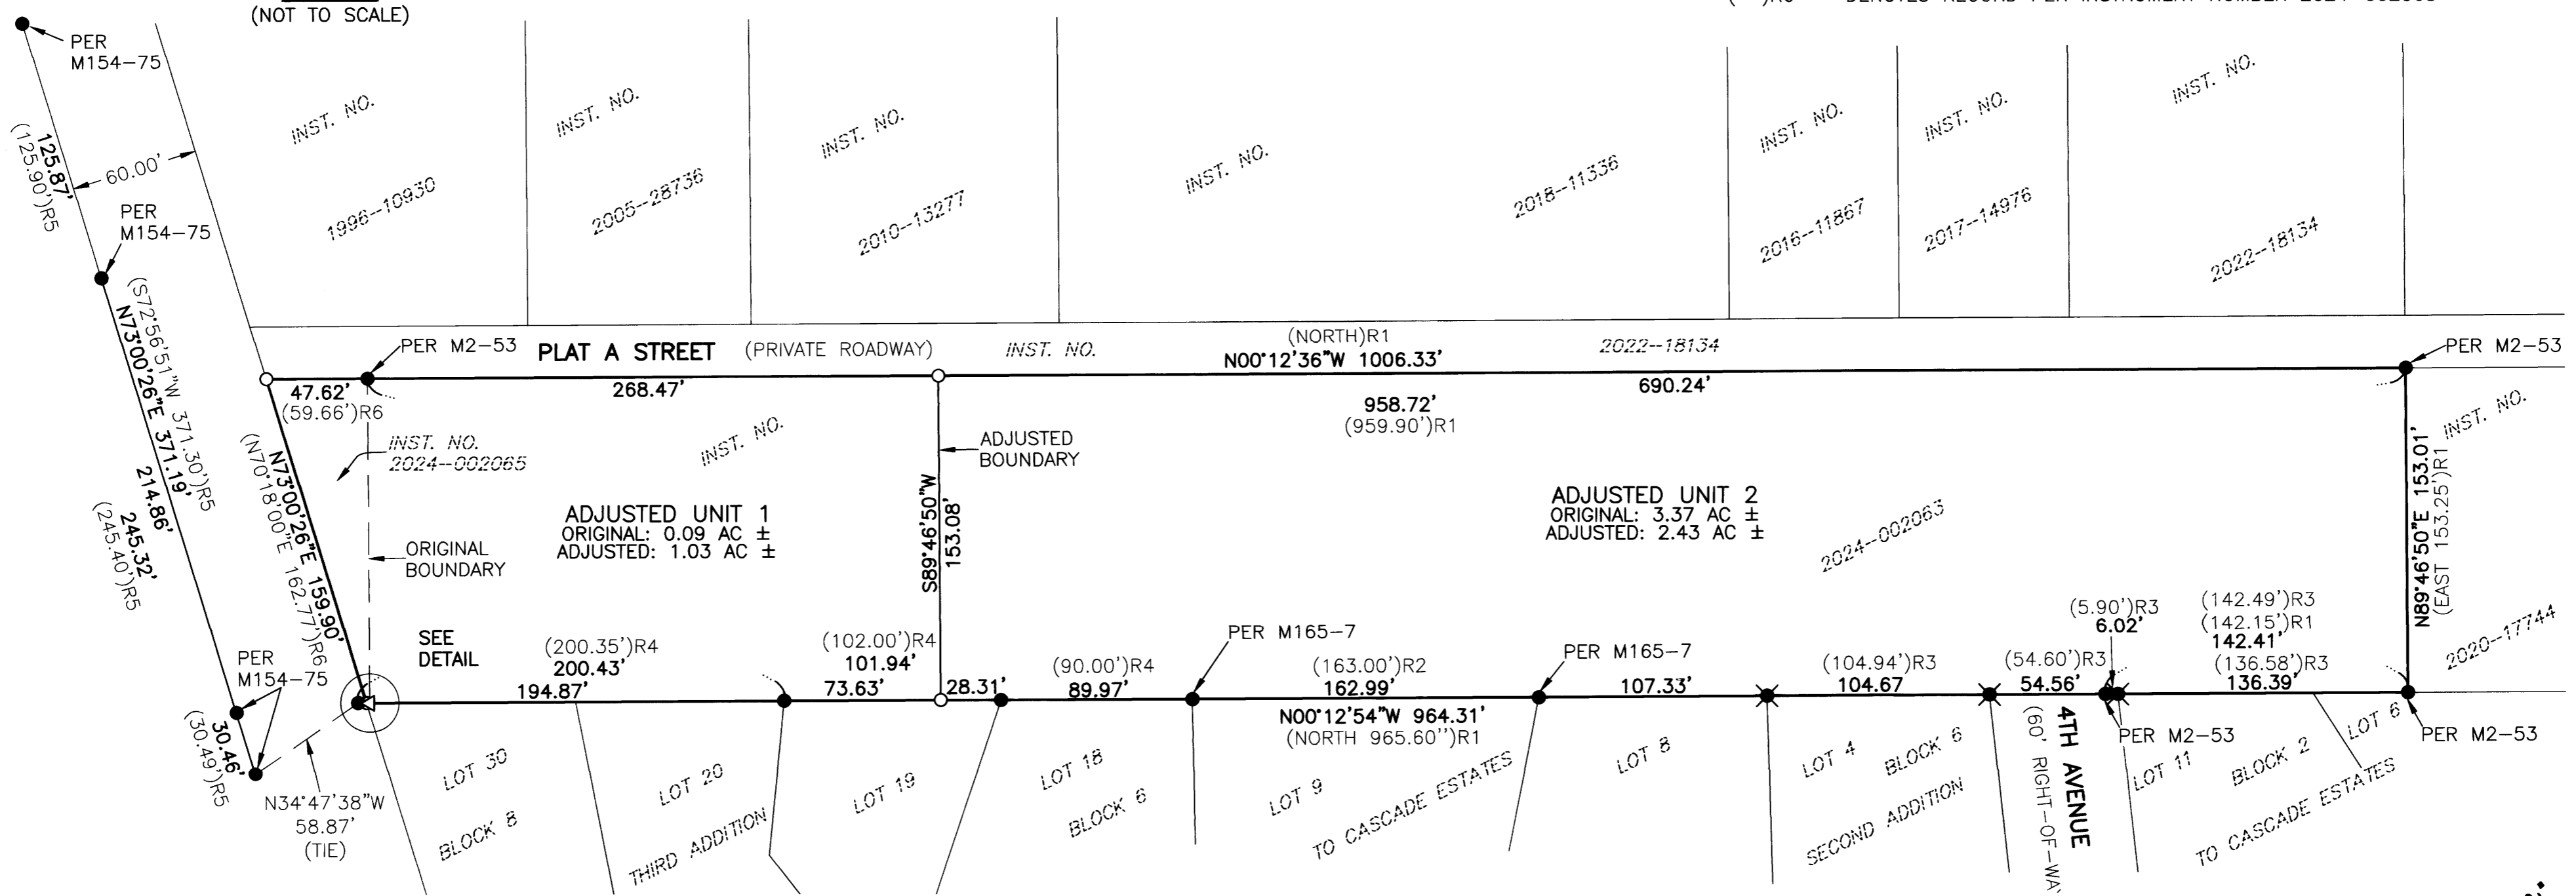 (NOT TO SCALE)
PER
M154-75
125.87'
(125.90')R5
60.00'
PER
M154-75
INST. NO.
1996-10930
INST. NO.
2005-28736
INST. NO.
2010-13277
INST. NO.
2018-11336
INST. NO.
2016-11867
INST. NO.
2017-14976
INST. NO.
2022-18134
(S72°56'51"W 371.30')R5
N73°00'26"E 371.19'
214.86'
245.32'
(245.40')R5
PER M2-53
PLAT A STREET (PRIVATE ROADWAY)
INST. NO.
(NORTH)R1
N00°12'36"W 1006.33'
2022-18134
PER M2-53
47.62'
(59.66')R6
268.47'
690.24'
958.72'
(959.90')R1
INST. NO.
2024-002065
INST. NO.
ADJUSTED
BOUNDARY
N73°00'26"E 159.90'
(N70°18'00"E 162.77')R6
ORIGINAL
BOUNDARY
ADJUSTED UNIT 1
ORIGINAL: 0.09 AC ±
ADJUSTED: 1.03 AC ±
S89°46'50"W
153.08'
ADJUSTED UNIT 2
ORIGINAL: 3.37 AC ±
ADJUSTED: 2.43 AC ±
2024-002063
N89°46'50"E 153.01'
(EAST 153.25')R1
INST. NO.
2020-17744
SEE
DETAIL
(200.35')R4
200.43'
194.87'
(102.00')R4
101.94'
73.63'
28.31'
(90.00')R4
89.97'
PER M165-7
(163.00')R2
162.99'
N00°12'54"W 964.31'
(NORTH 965.60")R1
PER M165-7
107.33'
(104.94')R3
104.67
(54.60')R3
54.56'
(5.90')R3
6.02'
(142.49')R3
(142.15')R1
142.41'
(136.58')R3
136.39'
PER M2-53
PER M2-53
PER
M154-75
30.46'
(30.49')R5
N34°47'38"W
58.87'
(TIE)
LOT 30
BLOCK 8
LOT 20
THIRD ADDITION
LOT 19
LOT 18
BLOCK 6
LOT 9
TO CASCADE ESTATES
LOT 8
LOT 4
BLOCK 6
SECOND ADDITION
4TH AVENUE
(60' RIGHT-OF-WAY
LOT 11
BLOCK 2
LOT 6
TO CASCADE ESTATES